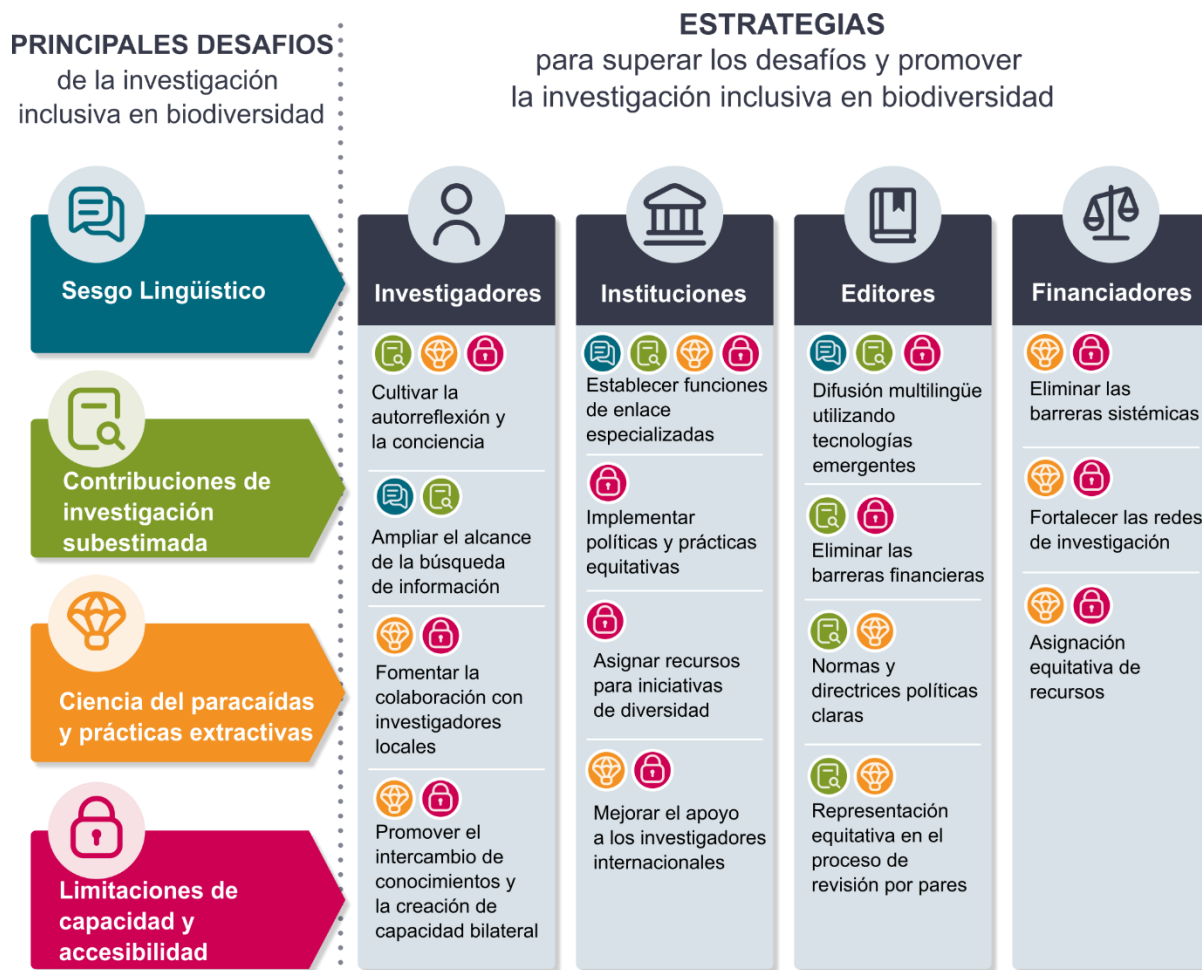 PRINCIPALES DESAFIOS
de la investigación
inclusiva en biodiversidad
ESTRATEGIAS
para superar los desafíos y promover
la investigación inclusiva en biodiversidad
Sesgo Lingüístico
Contribuciones de
investigación
subestimada
Ciencia del paracaídas
y prácticas extractivas
Limitaciones de
capacidad y
accesibilidad
Investigadores
Cultivar la
autorreflexión y
la conciencia
Ampliar el alcance
de la búsqueda
de información
Fomentar la
colaboración con
investigadores
locales
Promover el
intercambio de
conocimientos y
la creación de
capacidad bilateral
Instituciones
Establecer funciones
de enlace
especializadas
Implementar
políticas y prácticas
equitativas
Asignar recursos
para iniciativas
de diversidad
Mejorar el apoyo
a los investigadores
internacionales
Editores
Difusión multilingüe
utilizando
tecnologías
emergentes
Eliminar las
barreras financieras
Normas y
directrices políticas
claras
Representación
equitativa en el
proceso de
revisión por pares
Financiadores
Eliminar las
barreras sistémicas
Fortalecer las redes
de investigación
Asignación
equitativa de
recursos